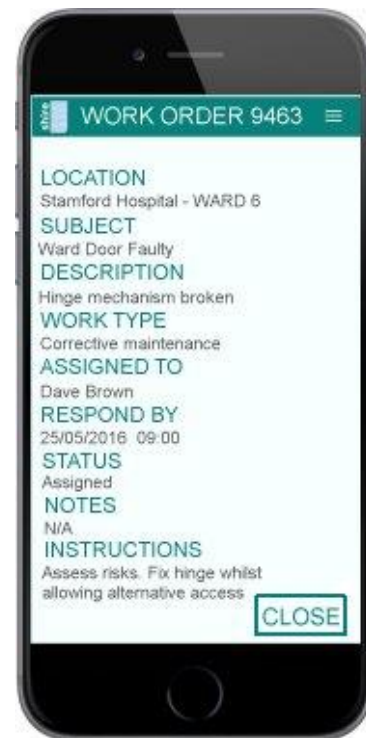 shire
WORK ORDER 9463
LOCATION
Stamford Hospital - WARD 6
SUBJECT
Ward Door Faulty
DESCRIPTION
Hinge mechanism broken
WORK TYPE
Corrective maintenance
ASSIGNED TO
Dave Brown
RESPOND BY
25/05/2016 09:00
STATUS
Assigned
NOTES
N/A
INSTRUCTIONS
Assess risks. Fix hinge whilst
allowing alternative access
CLOSE